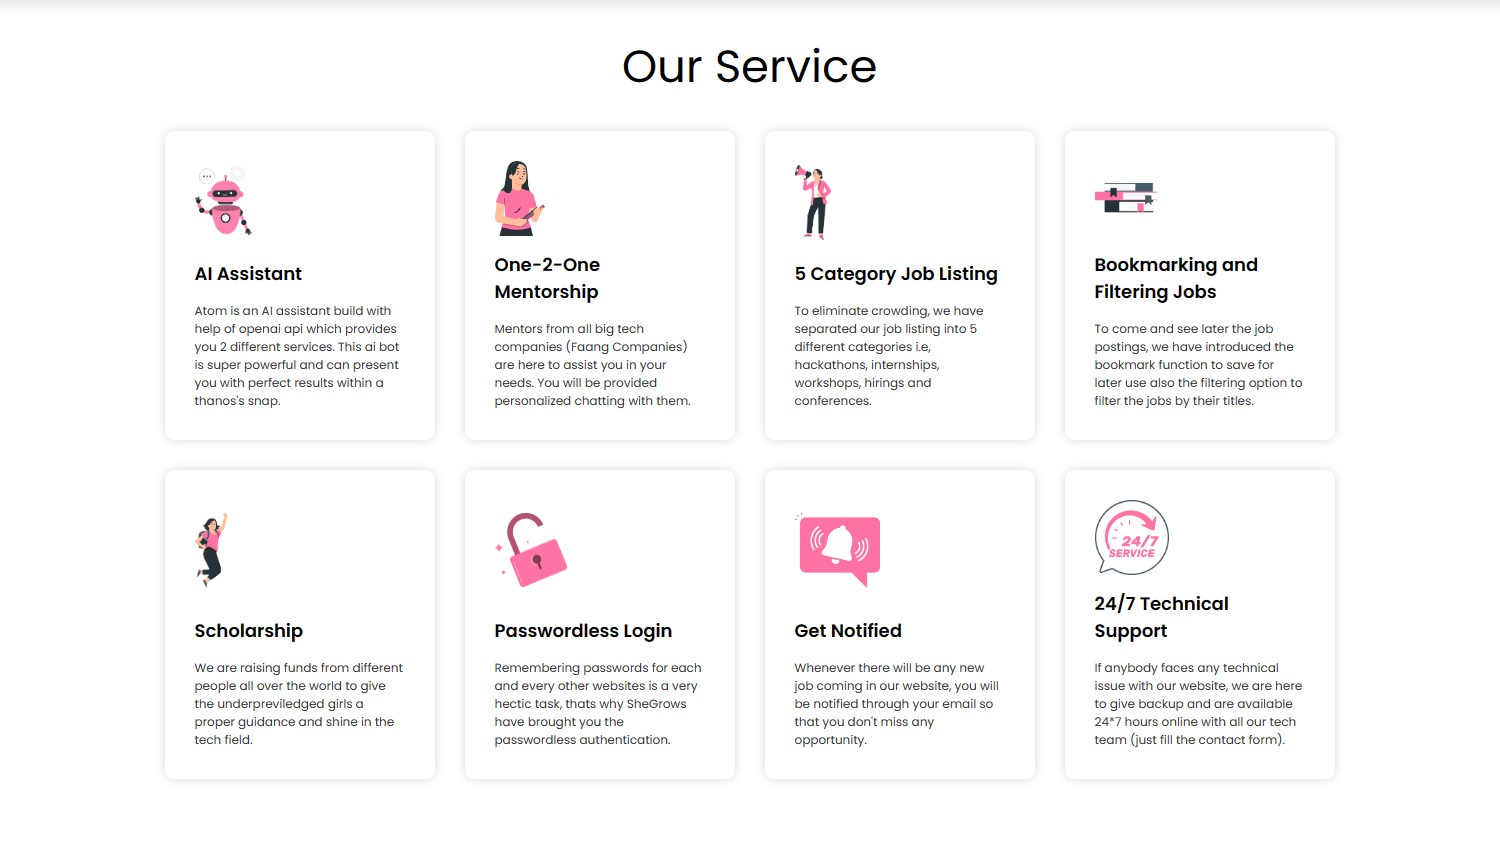 Our Service
AI Assistant
Atom is an AI assistant build with
help of openai api which provides
you 2 different services. This ai bot
is super powerful and can present
you with perfect results within a
thanos's snap.
One-2-One
Mentorship
Mentors from all big tech
companies (Faang Companies)
are here to assist you in your
needs. You will be provided
personalized chatting with them.
5 Category Job Listing
To eliminate crowding, we have
separated our job listing into 5
different categories i.e,
hackathons, internships,
workshops, hirings and
conferences.
Bookmarking and
Filtering Jobs
To come and see later the job
postings, we have introduced the
bookmark function to save for
later use also the filtering option to
filter the jobs by their titles.
Scholarship
We are raising funds from different
people all over the world to give
the underpreviledged girls a
proper guidance and shine in the
tech field.
Passwordless Login
Remembering passwords for each
and every other websites is a very
hectic task, thats why SheGrows
have brought you the
passwordless authentication.
Get Notified
Whenever there will be any new
job coming in our website, you will
be notified through your email so
that you don't miss any
opportunity.
24/7
SERVICE
24/7 Technical
Support
If anybody faces any technical
issue with our website, we are here
to give backup and are available
24*7 hours online with all our tech
team (just fill the contact form).